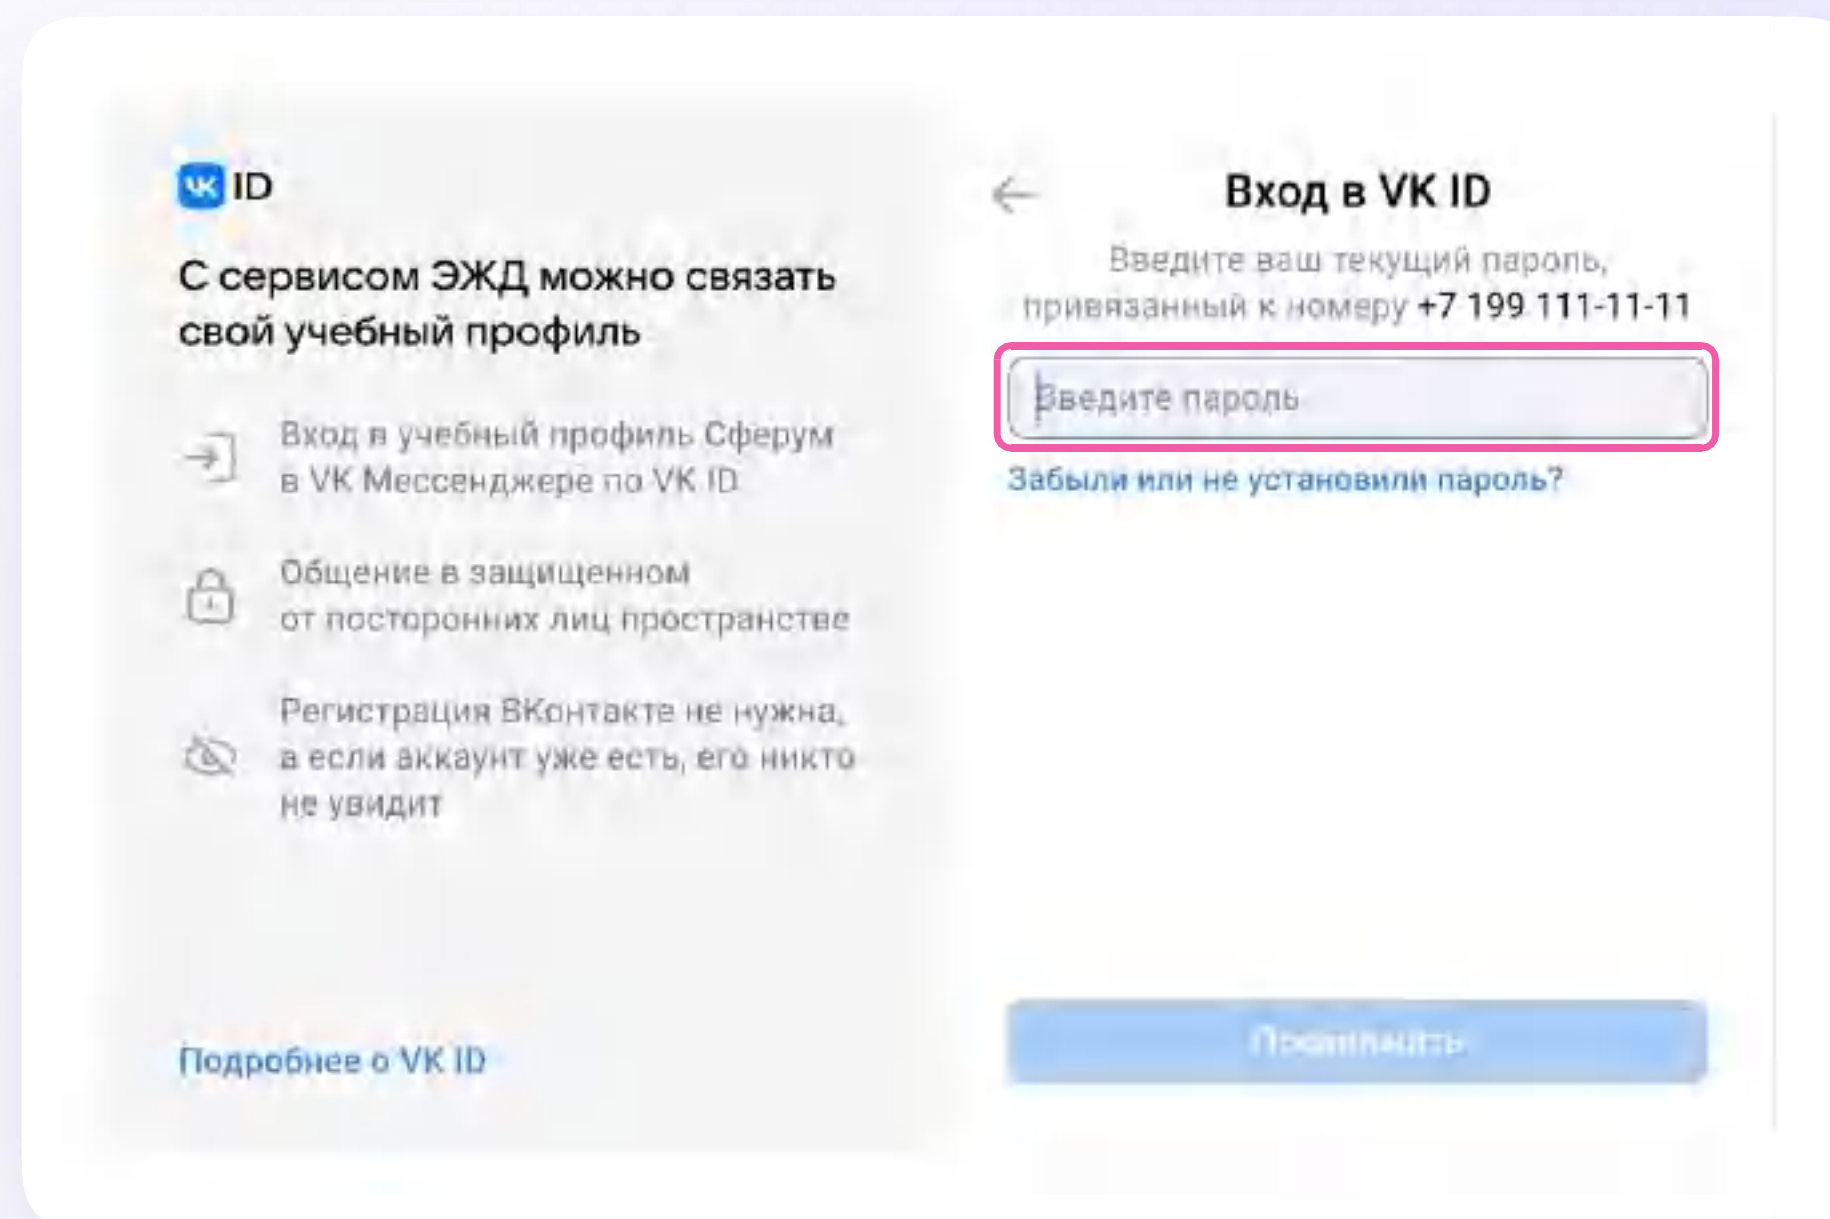 VK ID
С сервисом ЭЖД можно связать
свой учебный профиль
Вход в учебный профиль Сферум
в VK Мессенджере по VK ID
Общение в защищенном
от посторонних лиц пространстве
Регистрация ВКонтакте не нужна,
а если аккаунт уже есть, его никто
не увидит
Подробнее о VK ID
Вход в VK ID
Введите ваш текущий пароль,
привязанный к номеру +7 199 111-11-11
Введите пароль
Забыли или не установили пароль?